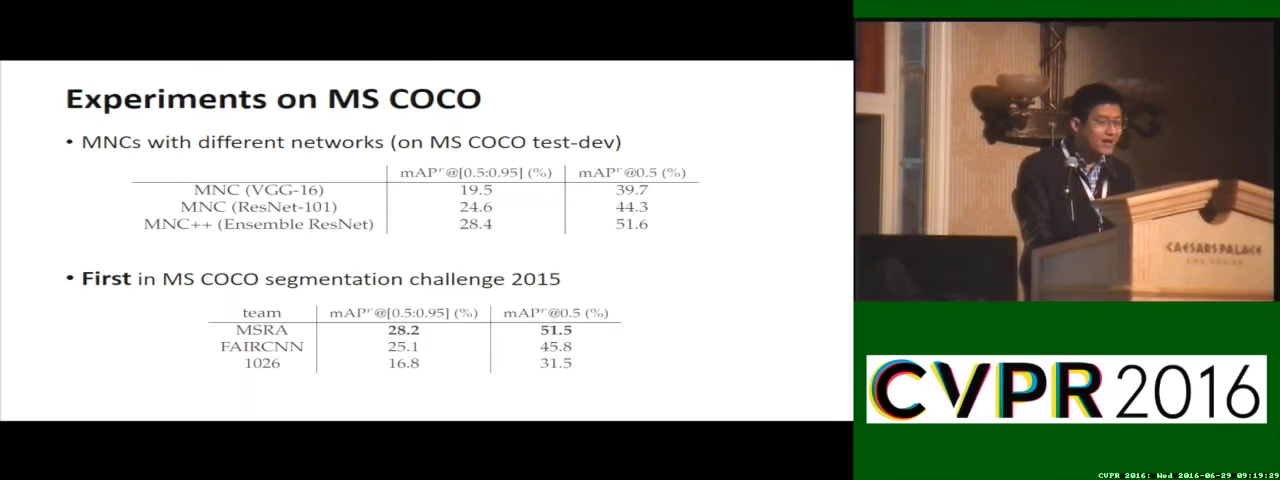 Experiments on MS COCO
• MNCs with different networks (on MS COCO test-dev)
mAPʳ@[0.5:0.95] (%) mAPʳ@0.5 (%)
MNC (VGG-16) 19.5 39.7
MNC (ResNet-101) 24.6 44.3
MNC++ (Ensemble ResNet) 28.4 51.6
• First in MS COCO segmentation challenge 2015
team mAPʳ@[0.5:0.95] (%) mAPʳ@0.5 (%)
MSRA 28.2 51.5
FAIRCNN 25.1 45.8
1026 16.8 31.5
CAESARS PALACE
LAS VEGAS
CVPR 2016
CVPR 2016: Wed 2016-06-29 09:19:29